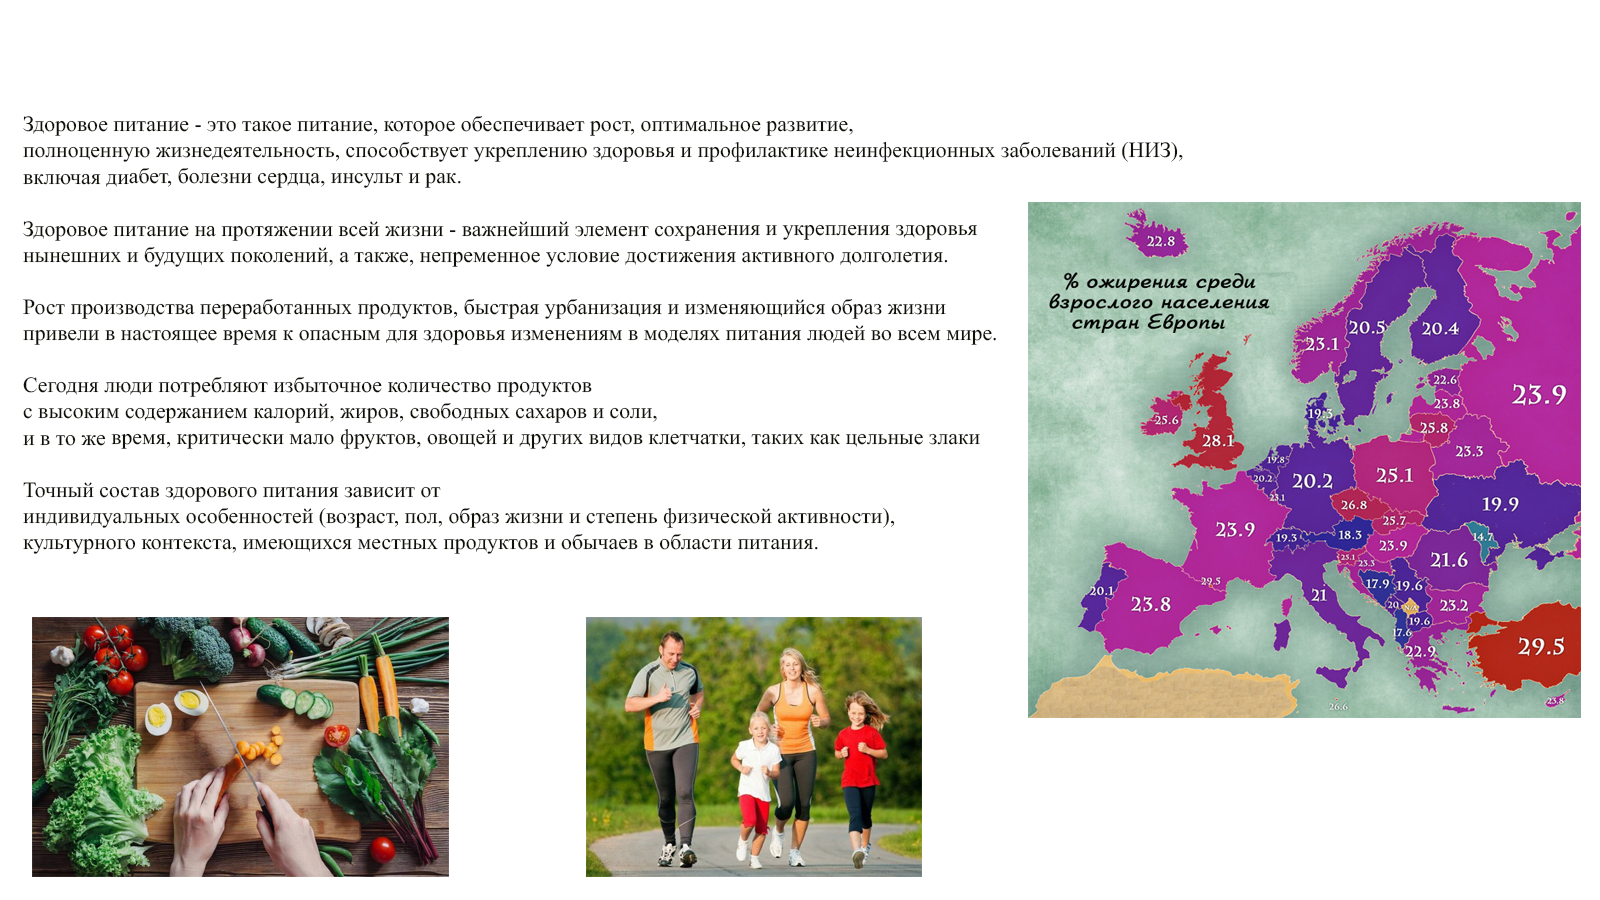 Здоровое питание - это такое питание, которое обеспечивает рост, оптимальное развитие,
полноценную жизнедеятельность, способствует укреплению здоровья и профилактике неинфекционных заболеваний (НИЗ),
включая диабет, болезни сердца, инсульт и рак.
Здоровое питание на протяжении всей жизни - важнейший элемент сохранения и укрепления здоровья
нынешних и будущих поколений, а также, непременное условие достижения активного долголетия.
Рост производства переработанных продуктов, быстрая урбанизация и изменяющийся образ жизни
привели в настоящее время к опасным для здоровья изменениям в моделях питания людей во всем мире.
Сегодня люди потребляют избыточное количество продуктов
с высоким содержанием калорий, жиров, свободных сахаров и соли,
и в то же время, критически мало фруктов, овощей и других видов клетчатки, таких как цельные злаки
Точный состав здорового питания зависит от
индивидуальных особенностей (возраст, пол, образ жизни и степень физической активности),
культурного контекста, имеющихся местных продуктов и обычаев в области питания.
% ожирения среди
взрослого населения
стран Европы
22.8
20.5
20.4
23.1
22.6
23.9
23.8
19.3
25.6
25.8
28.1
23.3
19.8
20.2
20.2
25.1
23.1
26.8
19.9
25.7
23.9
19.3
18.3
23.9
14.7
25.1
23.3
21.6
29.5
17.9
19.6
20.1
23.8
21
20
23.2
19.6
17.6
22.9
29.5
26.6
23.8